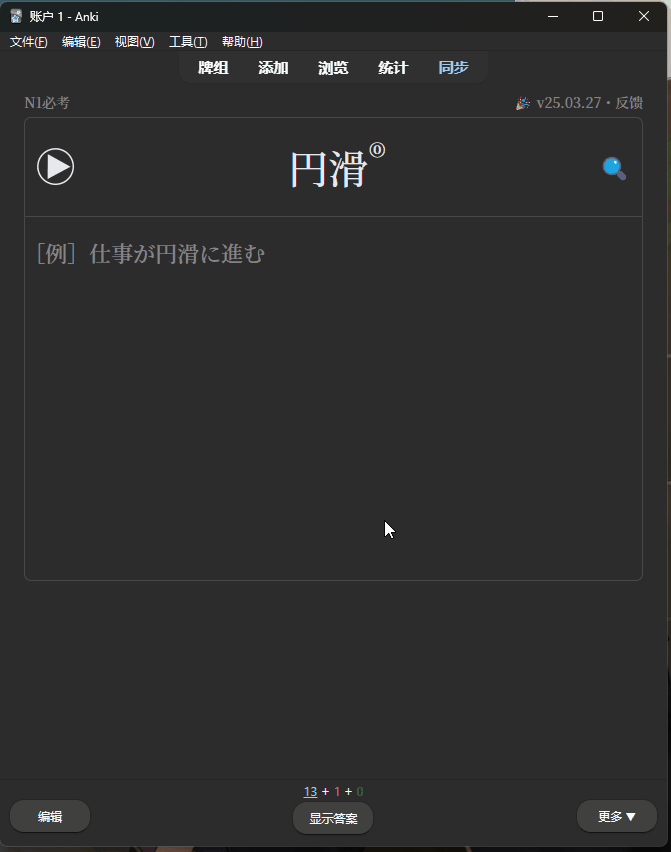 账户 1 - Anki
文件(F) 编辑(E) 视图(V) 工具(T) 帮助(H)
牌组 添加 浏览 统计 同步
N1必考 🎉 v25.03.27・反馈
円滑⓪
［例］仕事が円滑に進む
13 + 1 + 0
编辑 显示答案 更多 ▼